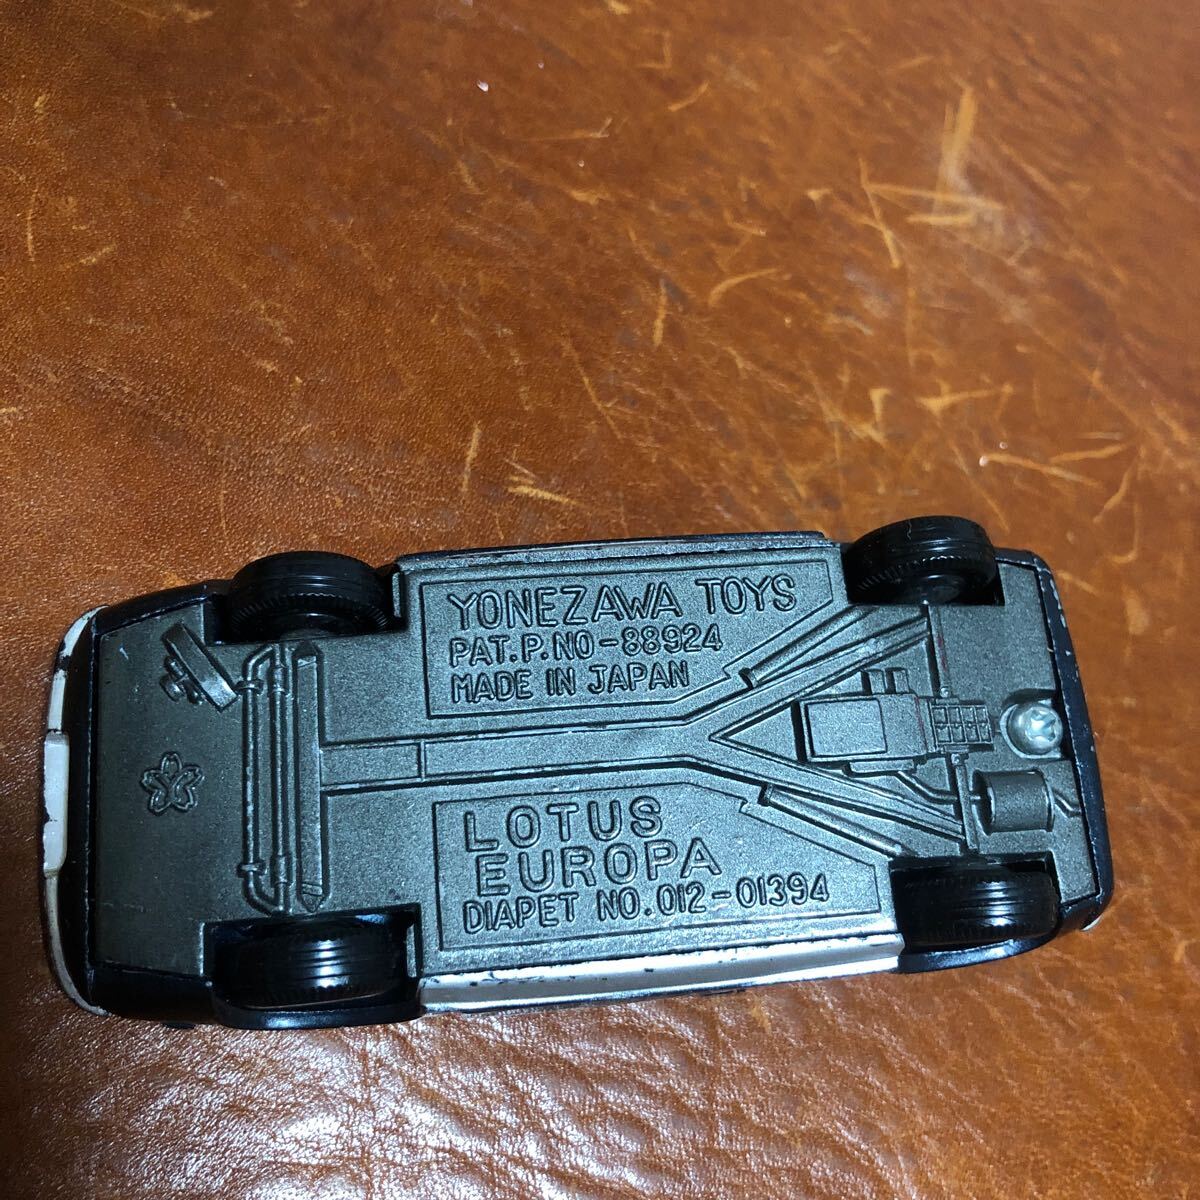 YONEZAWA TOYS
PAT.P.NO-88924
MADE IN JAPAN
LOTUS
EUROPA
DIAPET NO.012-01394